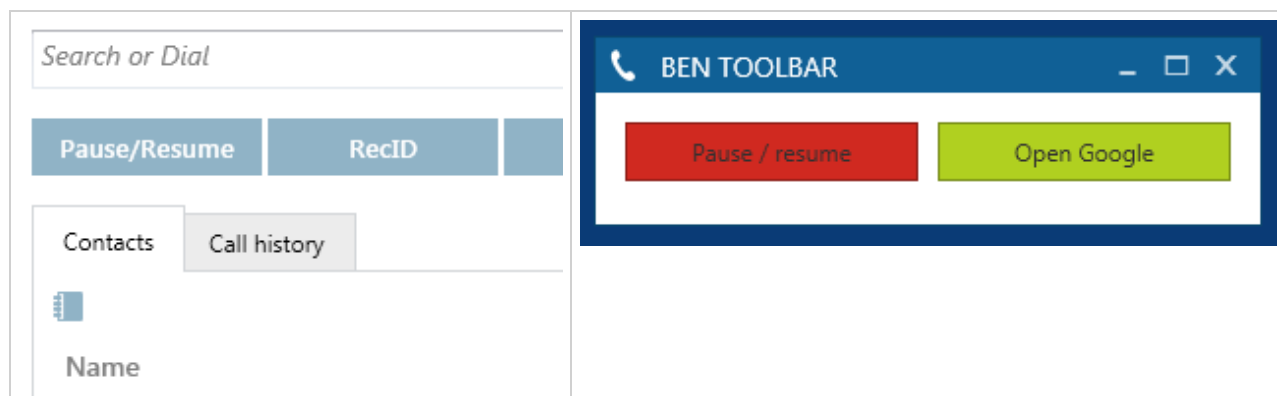 Search or Dial
Pause/Resume RecID
Contacts Call history
Name
BEN TOOLBAR
Pause / resume Open Google